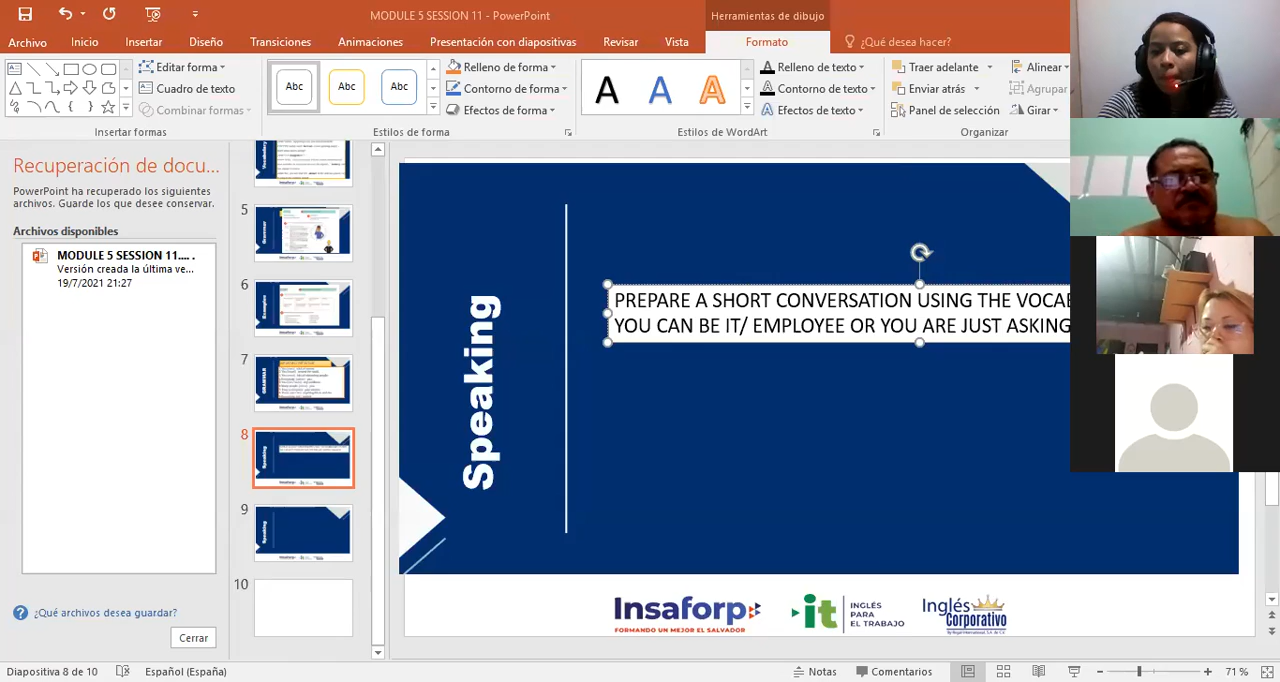 MODULE 5 SESSION 11 - PowerPoint
Herramientas de dibujo
Archivo Inicio Insertar Diseño Transiciones Animaciones Presentación con diapositivas Revisar Vista Formato ¿Qué desea hacer?
Editar forma
Cuadro de texto
Combinar formas
Insertar formas
Abc Abc Abc
Relleno de forma
Contorno de forma
Efectos de forma
Estilos de forma
A A A
Relleno de texto
Contorno de texto
Efectos de texto
Estilos de WordArt
Traer adelante
Enviar atrás
Panel de selección
Alinear
Agrupar
Girar
Organizar
ecuperación de docu...
int ha recuperado los siguientes
archivos. Guarde los que desee conservar.
Archivos disponibles
MODULE 5 SESSION 11.... .
Versión creada la última ve...
19/7/2021 21:27
¿Qué archivos desea guardar?
Cerrar
Vocabulary
5
Grammar
6
7
GRAMMAR
8
Speaking
9
Speaking
10
Speaking
PREPARE A SHORT CONVERSATION USING THE VOCAB
YOU CAN BE IT/ EMPLOYEE OR YOU ARE JUST ASKING
Insaforp
FORMANDO UN MEJOR EL SALVADOR
it
INGLÉS
PARA
EL TRABAJO
Inglés
Corporativo
Diapositiva 8 de 10 Español (España) Notas Comentarios 71 %